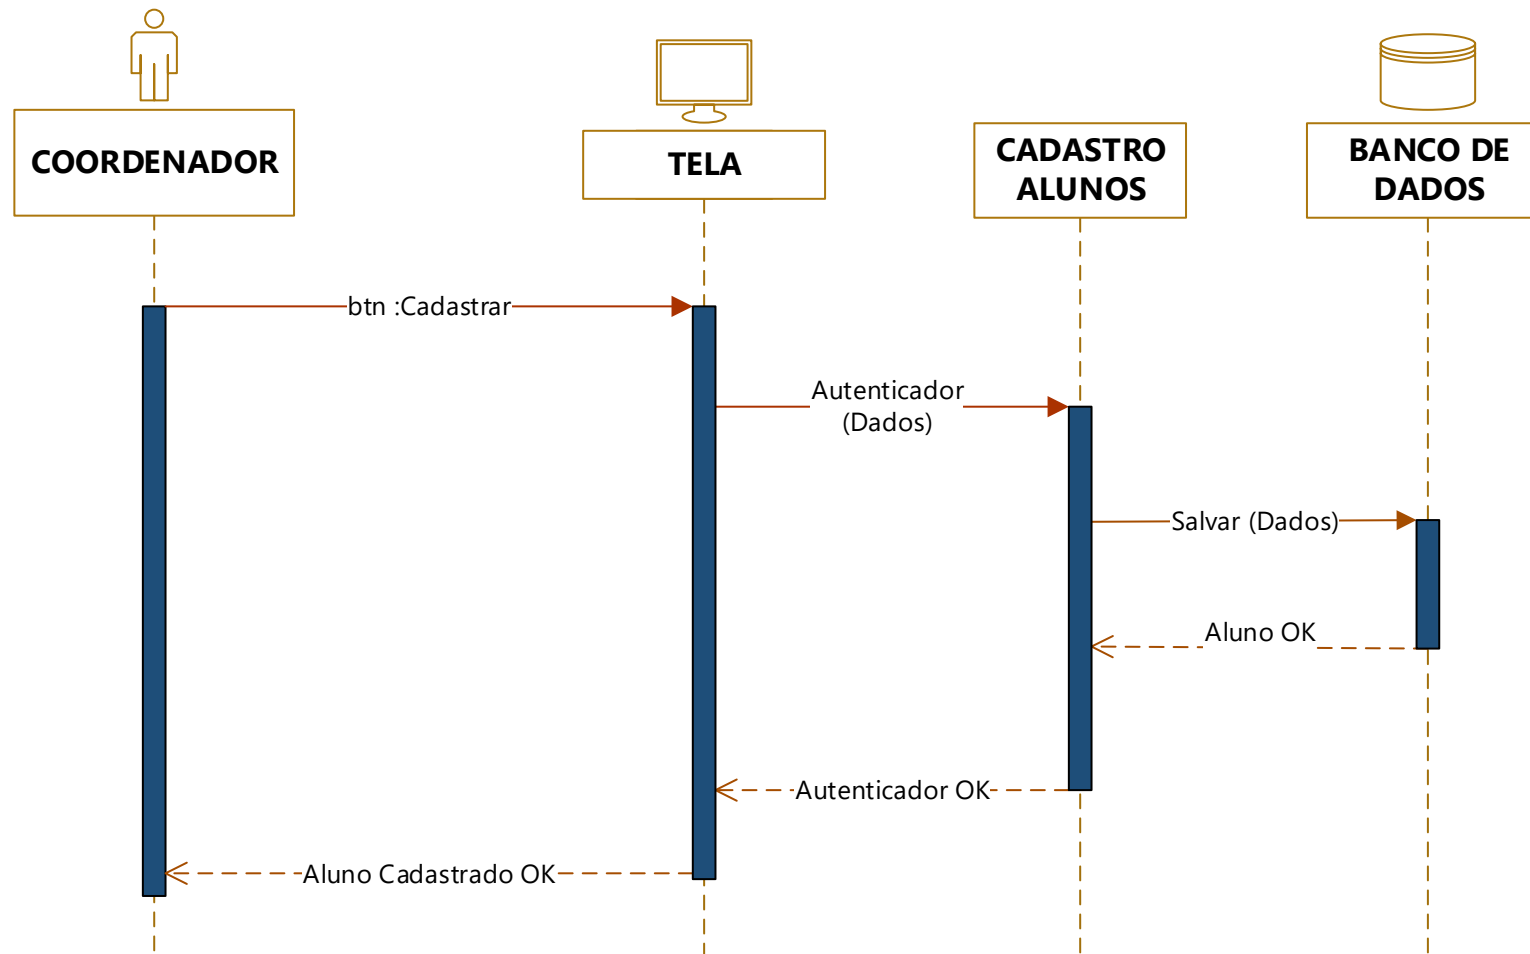 COORDENADOR
TELA
CADASTRO
ALUNOS
BANCO DE
DADOS
btn :Cadastrar
Autenticador
(Dados)
Salvar (Dados)
Aluno OK
Autenticador OK
Aluno Cadastrado OK